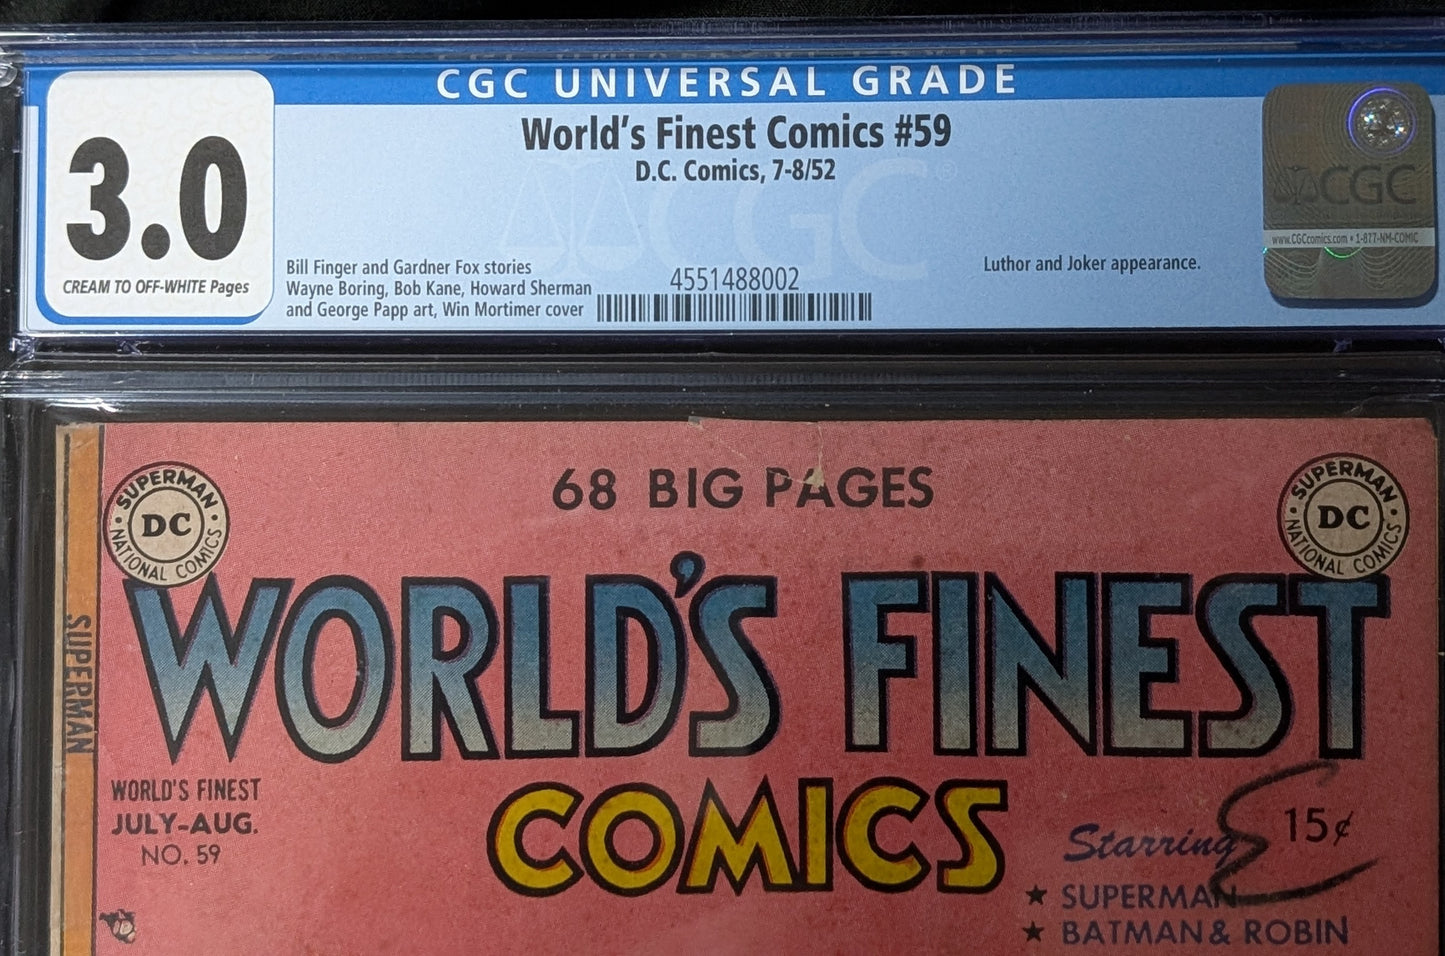 CGC UNIVERSAL GRADE
3.0
CREAM TO OFF-WHITE Pages
World's Finest Comics #59
D.C. Comics, 7-8/52
CGC
Bill Finger and Gardner Fox stories
Wayne Boring, Bob Kane, Howard Sherman
and George Papp art, Win Mortimer cover
4551488002
Luthor and Joker appearance.
CGC
www.CGCcomics.com • 1-877-NM-COMIC
68 BIG PAGES
SUPERMAN
DC
NATIONAL COMICS
SUPERMAN
DC
NATIONAL COMICS
WORLD'S FINEST
COMICS
SUPERMAN
WORLD'S FINEST
JULY-AUG.
NO. 59
15¢
Starring
★ SUPERMAN
★ BATMAN & ROBIN